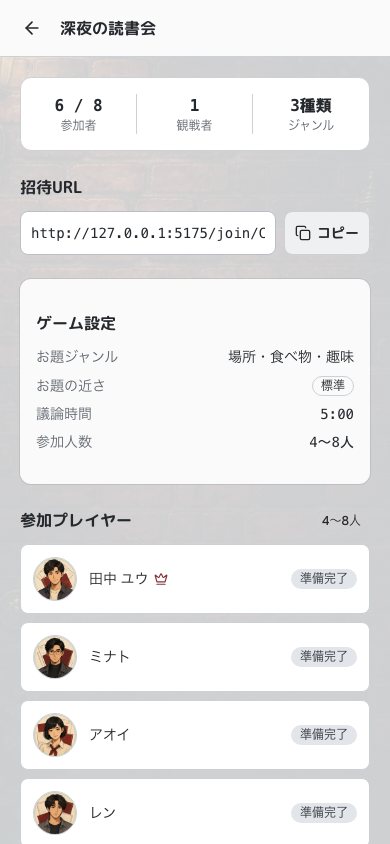 深夜の読書会
6 / 8
参加者
1
観戦者
3種類
ジャンル
招待URL
http://127.0.0.1:5175/join/C
コピー
ゲーム設定
お題ジャンル 場所・食べ物・趣味
お題の近さ 標準
議論時間 5:00
参加人数 4〜8人
参加プレイヤー 4〜8人
田中 ユウ 準備完了
ミナト 準備完了
アオイ 準備完了
レン 準備完了